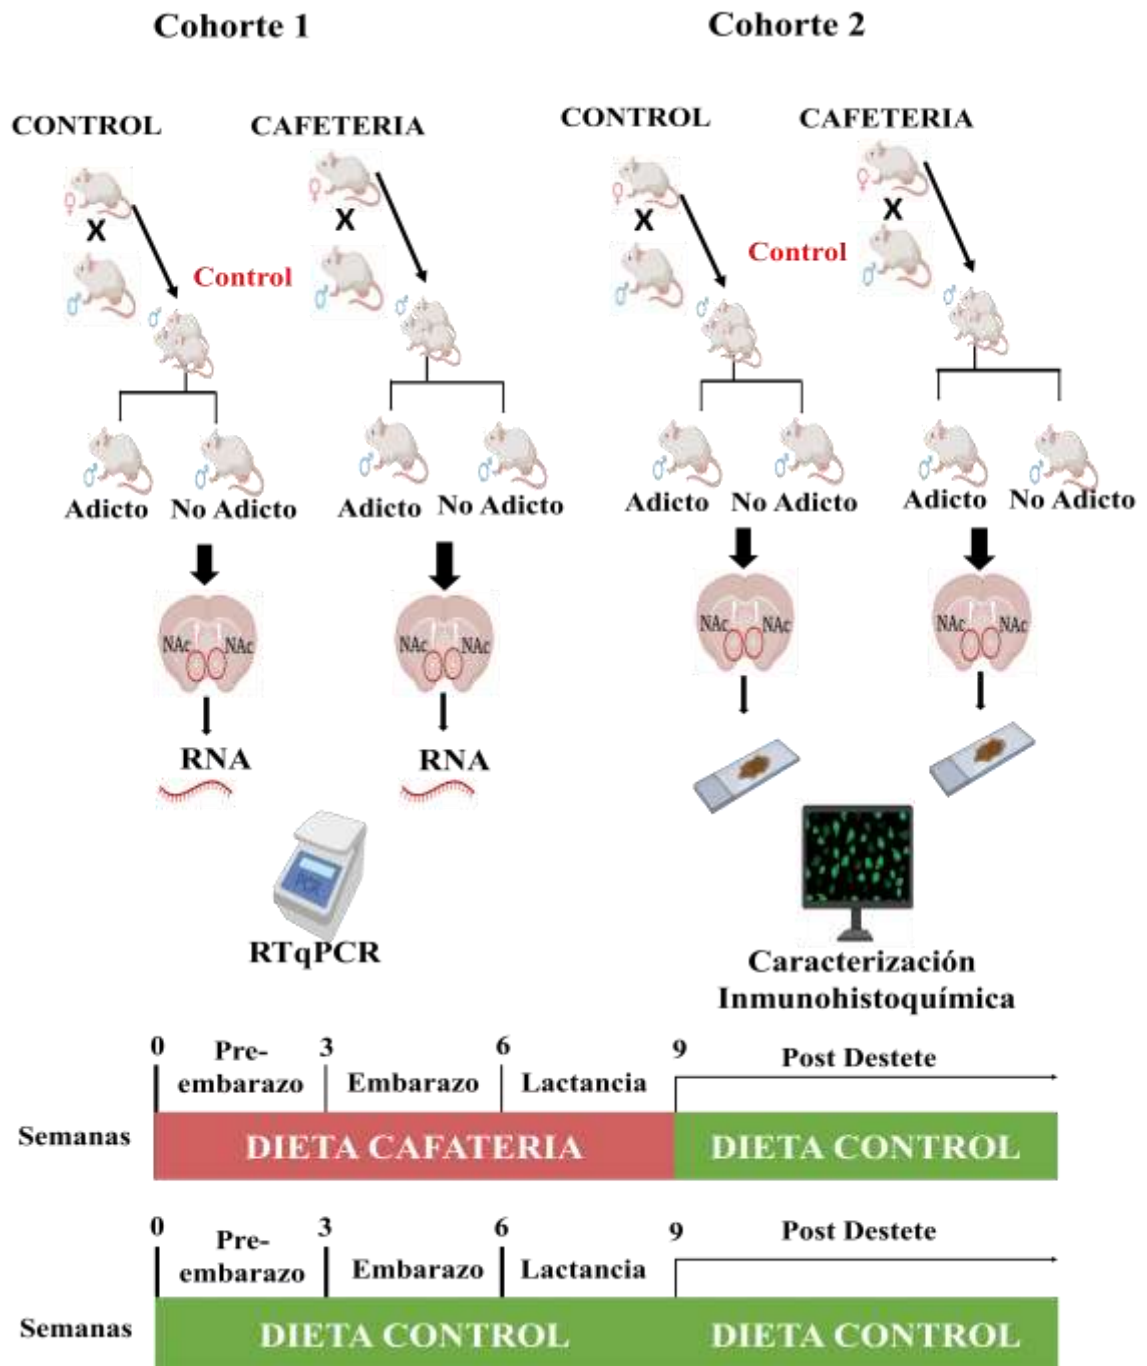 Cohorte 1
Cohorte 2
CONTROL
CAFETERIA
CONTROL
CAFETERIA
♀
X
♂
♀
X
♂
♀
X
♂
♀
X
♂
Control
Control
♂
♂
♂
♂
♂
♂
♂
♂
♂
♂
♂
♂
Adicto No Adicto
Adicto No Adicto
Adicto No Adicto
Adicto No Adicto
NAc NAc
NAc NAc
NAc NAc
NAc NAc
RNA
RNA
PCR
RTqPCR
Caracterización
Inmunohistoquímica
0 3 6 9
Pre-
embarazo
Embarazo
Lactancia
Post Destete
Semanas
DIETA CAFATERIA
DIETA CONTROL
0 3 6 9
Pre-
embarazo
Embarazo
Lactancia
Post Destete
Semanas
DIETA CONTROL
DIETA CONTROL